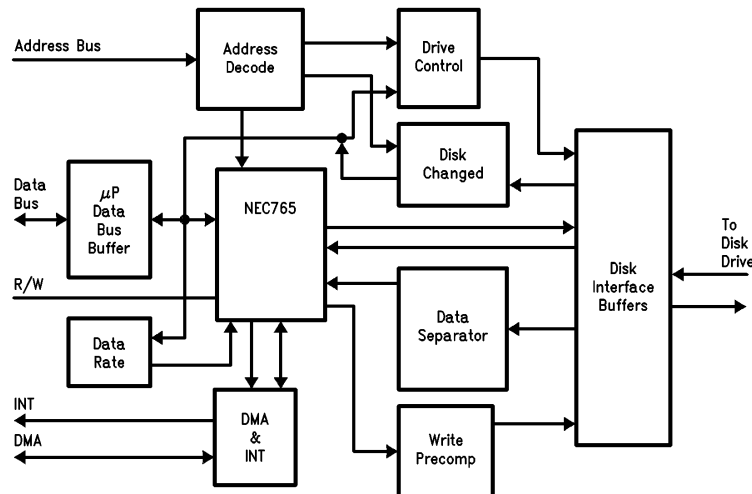 Address Bus
Address
Decode
Drive
Control
Disk
Changed
Data
Bus
μP
Data
Bus
Buffer
NEC765
To
Disk
Drive
Disk
Interface
Buffers
R/W
Data
Separator
Data
Rate
INT
DMA
DMA
&
INT
Write
Precomp